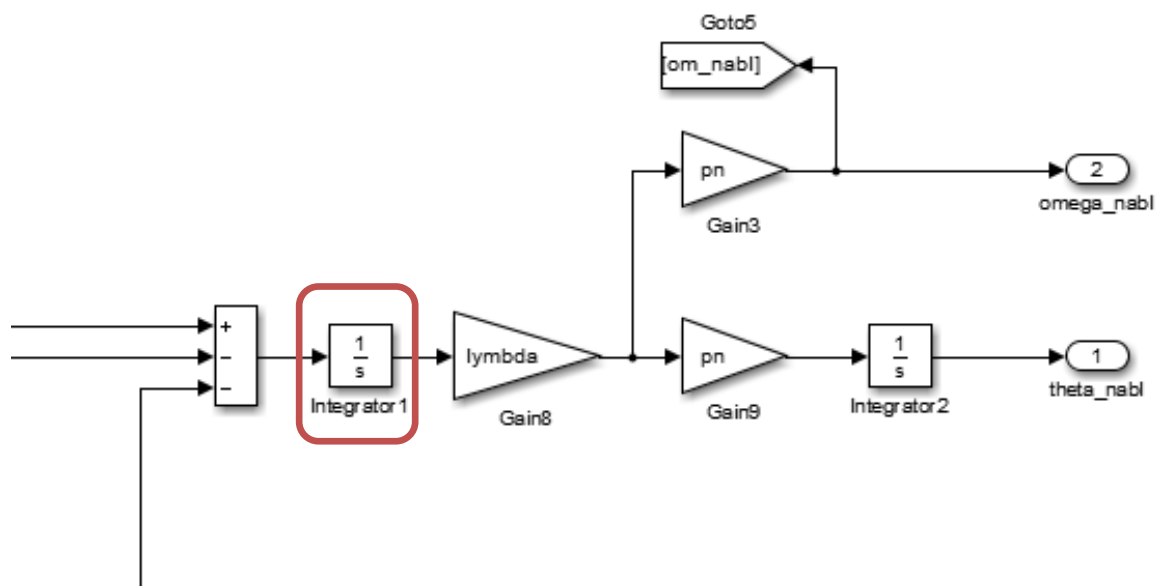 Goto5
[om_nabl]
pn
Gain3
2
omega_nabl
+
−
−
1
s
Integrator1
lymbda
Gain8
pn
Gain9
1
s
Integrator2
1
theta_nabl